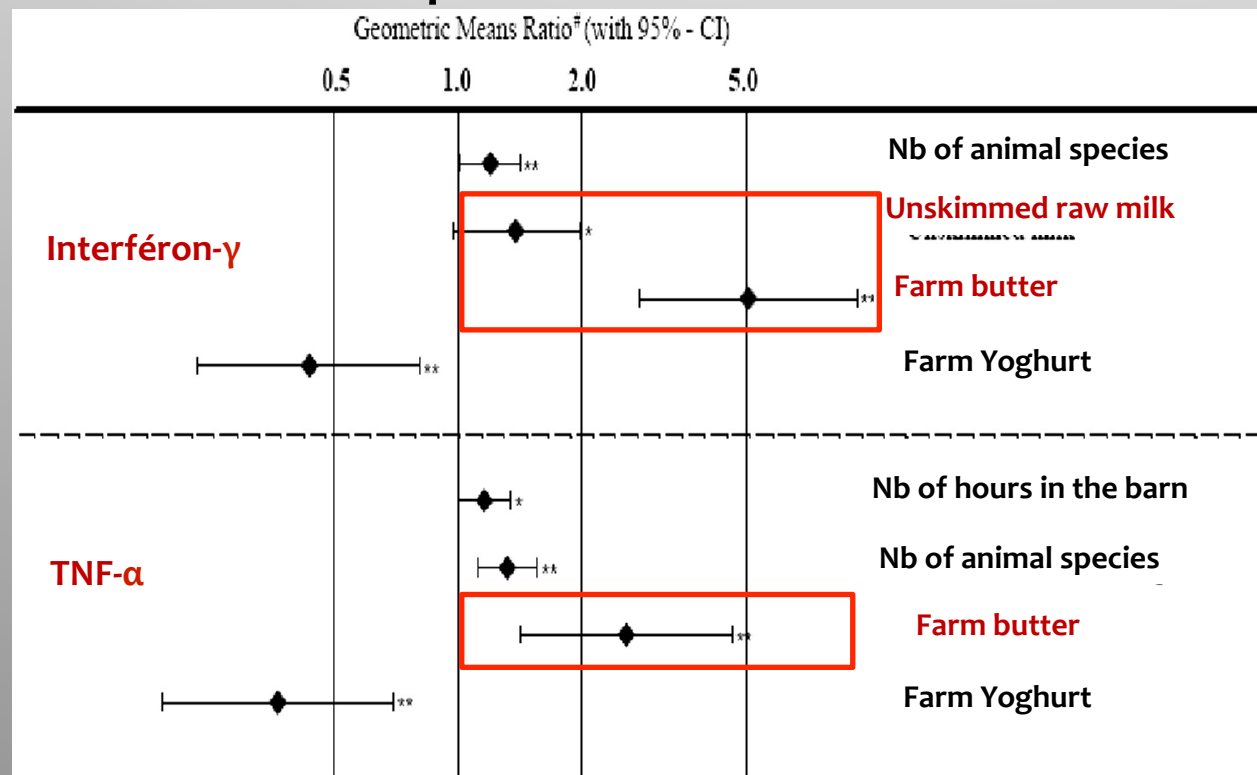 Geometric Means Ratio# (with 95% - CI)
0.5 1.0 2.0 5.0
Nb of animal species
**
Unskimmed raw milk
*
Interféron-γ
Farm butter
**
Farm Yoghurt
**
Nb of hours in the barn
*
Nb of animal species
**
TNF-α
Farm butter
**
Farm Yoghurt
**